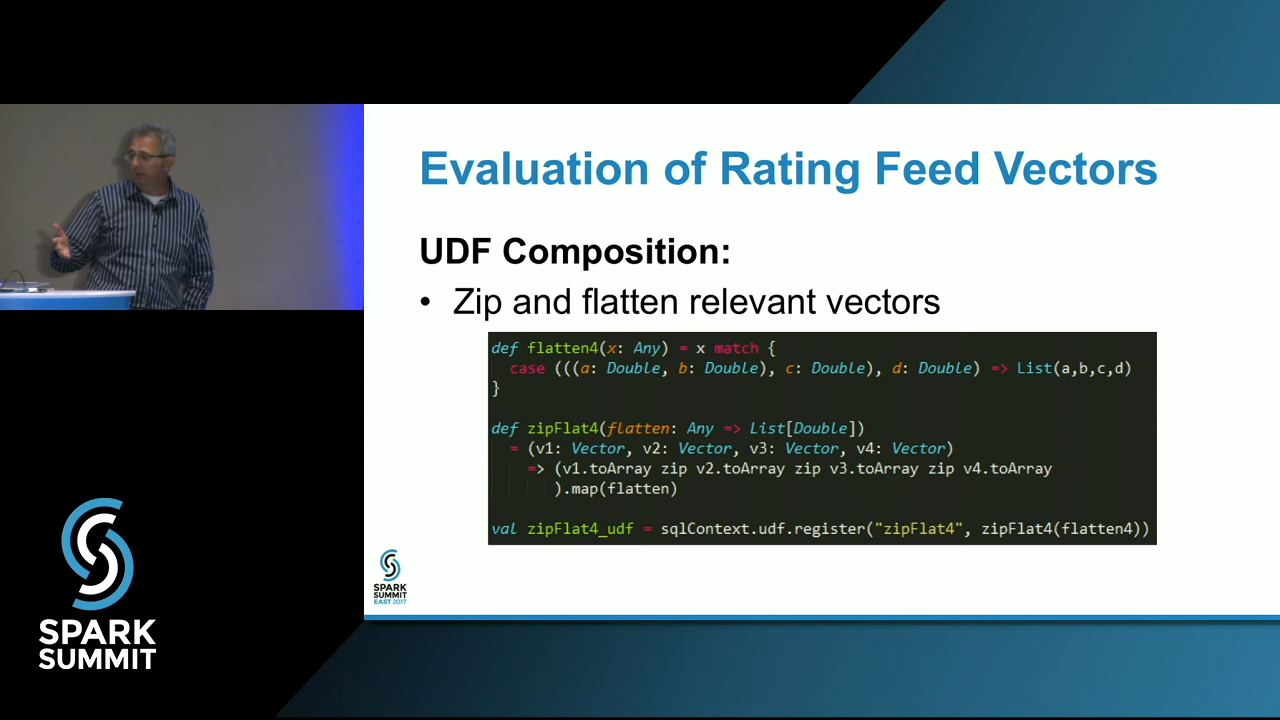 Evaluation of Rating Feed Vectors
UDF Composition:
• Zip and flatten relevant vectors
def flatten4(x: Any) = x match {
case (((a: Double, b: Double), c: Double), d: Double) => List(a,b,c,d)
}
def zipFlat4(flatten: Any => List[Double])
= (v1: Vector, v2: Vector, v3: Vector, v4: Vector)
=> (v1.toArray zip v2.toArray zip v3.toArray zip v4.toArray
).map(flatten)
val zipFlat4_udf = sqlContext.udf.register("zipFlat4", zipFlat4(flatten4))
SPARK
SUMMIT
EAST 2017
SPARK
SUMMIT